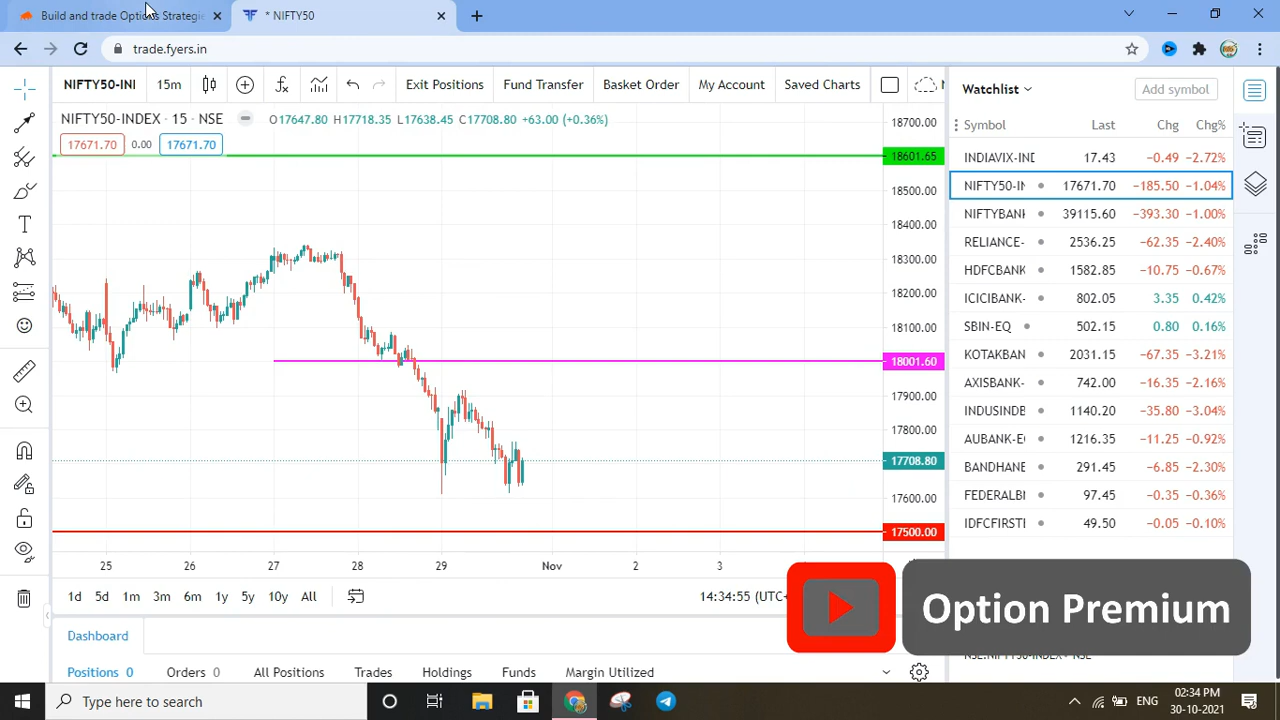 Build and trade Options Strategie
* NIFTY50
trade.fyers.in
NIFTY50-INI 15m Exit Positions Fund Transfer Basket Order My Account Saved Charts
NIFTY50-INDEX · 15 · NSE O17647.80 H17718.35 L17638.45 C17708.80 +63.00 (+0.36%)
17671.70 0.00 17671.70
18700.00
18601.65
18500.00
18400.00
18300.00
18200.00
18100.00
18001.60
17900.00
17800.00
17708.80
17600.00
17500.00
25 26 27 28 29 Nov 2 3
1d 5d 1m 3m 6m 1y 5y 10y All 14:34:55 (UTC+
Dashboard
Positions 0 Orders 0 All Positions Trades Holdings Funds Margin Utilized
Watchlist Add symbol
Symbol Last Chg Chg%
INDIAVIX-IND 17.43 −0.49 −2.72%
NIFTY50-IN 17671.70 −185.50 −1.04%
NIFTYBANK 39115.60 −393.30 −1.00%
RELIANCE- 2536.25 −62.35 −2.40%
HDFCBANK 1582.85 −10.75 −0.67%
ICICIBANK- 802.05 3.35 0.42%
SBIN-EQ 502.15 0.80 0.16%
KOTAKBAN 2031.15 −67.35 −3.21%
AXISBANK- 742.00 −16.35 −2.16%
INDUSINDB 1140.20 −35.80 −3.04%
AUBANK-E 1216.35 −11.25 −0.92%
BANDHANE 291.45 −6.85 −2.30%
FEDERALB 97.45 −0.35 −0.36%
IDFCFIRST 49.50 −0.05 −0.10%
Option Premium
Type here to search
ENG
02:34 PM
30-10-2021